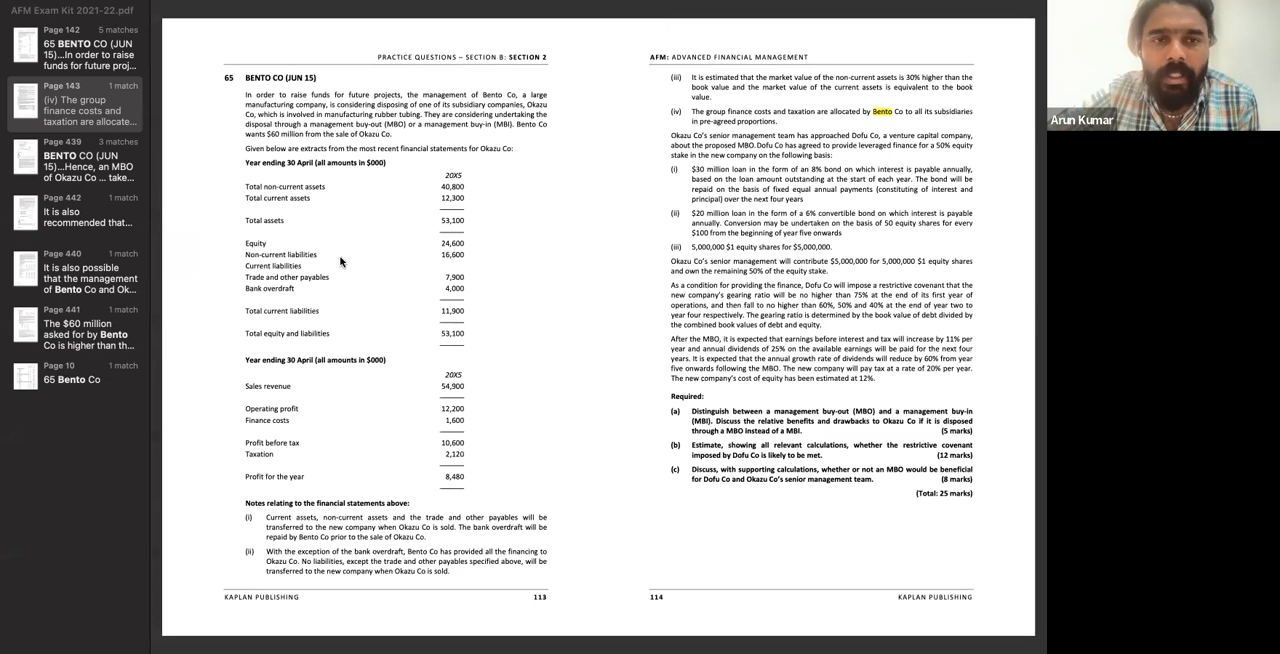 AFM Exam Kit 2021-22.pdf
Page 142 5 matches
65 BENTO CO (JUN
15)...In order to raise
funds for future proj...
Page 143 1 match
(iv) The group
finance costs and
taxation are allocate...
Page 439 3 matches
BENTO CO (JUN
15)...Hence, an MBO
of Okazu Co ... take...
Page 442 1 match
It is also
recommended that...
Page 440 2 matches
It is also possible
that the management
of Bento Co and Ok...
Page 441 1 match
The $60 million
asked for by Bento
Co is higher than th...
Page 10 1 match
65 Bento Co
PRACTICE QUESTIONS – SECTION B: SECTION 2
65 BENTO CO (JUN 15)
In order to raise funds for future projects, the management of Bento Co, a large
manufacturing company, is considering disposing of one of its subsidiary companies, Okazu
Co, which is involved in manufacturing rubber tubing. They are considering undertaking the
disposal through a management buy-out (MBO) or a management buy-in (MBI). Bento Co
wants $60 million from the sale of Okazu Co.
Given below are extracts from the most recent financial statements for Okazu Co:
Year ending 30 April (all amounts in $000)
20X5
Total non-current assets 40,800
Total current assets 12,300
Total assets 53,100
Equity 24,600
Non-current liabilities 16,600
Current liabilities
Trade and other payables 7,900
Bank overdraft 4,000
Total current liabilities 11,900
Total equity and liabilities 53,100
Year ending 30 April (all amounts in $000)
20X5
Sales revenue 54,900
Operating profit 12,200
Finance costs 1,600
Profit before tax 10,600
Taxation 2,120
Profit for the year 8,480
Notes relating to the financial statements above:
(i) Current assets, non-current assets and the trade and other payables will be
transferred to the new company when Okazu Co is sold. The bank overdraft will be
repaid by Bento Co prior to the sale of Okazu Co.
(ii) With the exception of the bank overdraft, Bento Co has provided all the financing to
Okazu Co. No liabilities, except the trade and other payables specified above, will be
transferred to the new company when Okazu Co is sold.
KAPLAN PUBLISHING 113
AFM: ADVANCED FINANCIAL MANAGEMENT
(iii) It is estimated that the market value of the non-current assets is 30% higher than the
book value and the market value of the current assets is equivalent to the book
value.
(iv) The group finance costs and taxation are allocated by Bento Co to all its subsidiaries
in pre-agreed proportions.
Okazu Co's senior management team has approached Dofu Co, a venture capital company,
about the proposed MBO.Dofu Co has agreed to provide leveraged finance for a 50% equity
stake in the new company on the following basis:
(i) $30 million loan in the form of an 8% bond on which interest is payable annually,
based on the loan amount outstanding at the start of each year. The bond will be
repaid on the basis of fixed equal annual payments (constituting of interest and
principal) over the next four years
(ii) $20 million loan in the form of a 6% convertible bond on which interest is payable
annually. Conversion may be undertaken on the basis of 50 equity shares for every
$100 from the beginning of year five onwards
(iii) 5,000,000 $1 equity shares for $5,000,000.
Okazu Co's senior management will contribute $5,000,000 for 5,000,000 $1 equity shares
and own the remaining 50% of the equity stake.
As a condition for providing the finance, Dofu Co will impose a restrictive covenant that the
new company's gearing ratio will be no higher than 75% at the end of its first year of
operations, and then fall to no higher than 60%, 50% and 40% at the end of year two to
year four respectively. The gearing ratio is determined by the book value of debt divided by
the combined book values of debt and equity.
After the MBO, it is expected that earnings before interest and tax will increase by 11% per
year and annual dividends of 25% on the available earnings will be paid for the next four
years. It is expected that the annual growth rate of dividends will reduce by 60% from year
five onwards following the MBO. The new company will pay tax at a rate of 20% per year.
The new company's cost of equity has been estimated at 12%.
Required:
(a) Distinguish between a management buy-out (MBO) and a management buy-in
(MBI). Discuss the relative benefits and drawbacks to Okazu Co if it is disposed
through a MBO instead of a MBI. (5 marks)
(b) Estimate, showing all relevant calculations, whether the restrictive covenant
imposed by Dofu Co is likely to be met. (12 marks)
(c) Discuss, with supporting calculations, whether or not an MBO would be beneficial
for Dofu Co and Okazu Co's senior management team. (8 marks)
(Total: 25 marks)
114 KAPLAN PUBLISHING
Arun Kumar